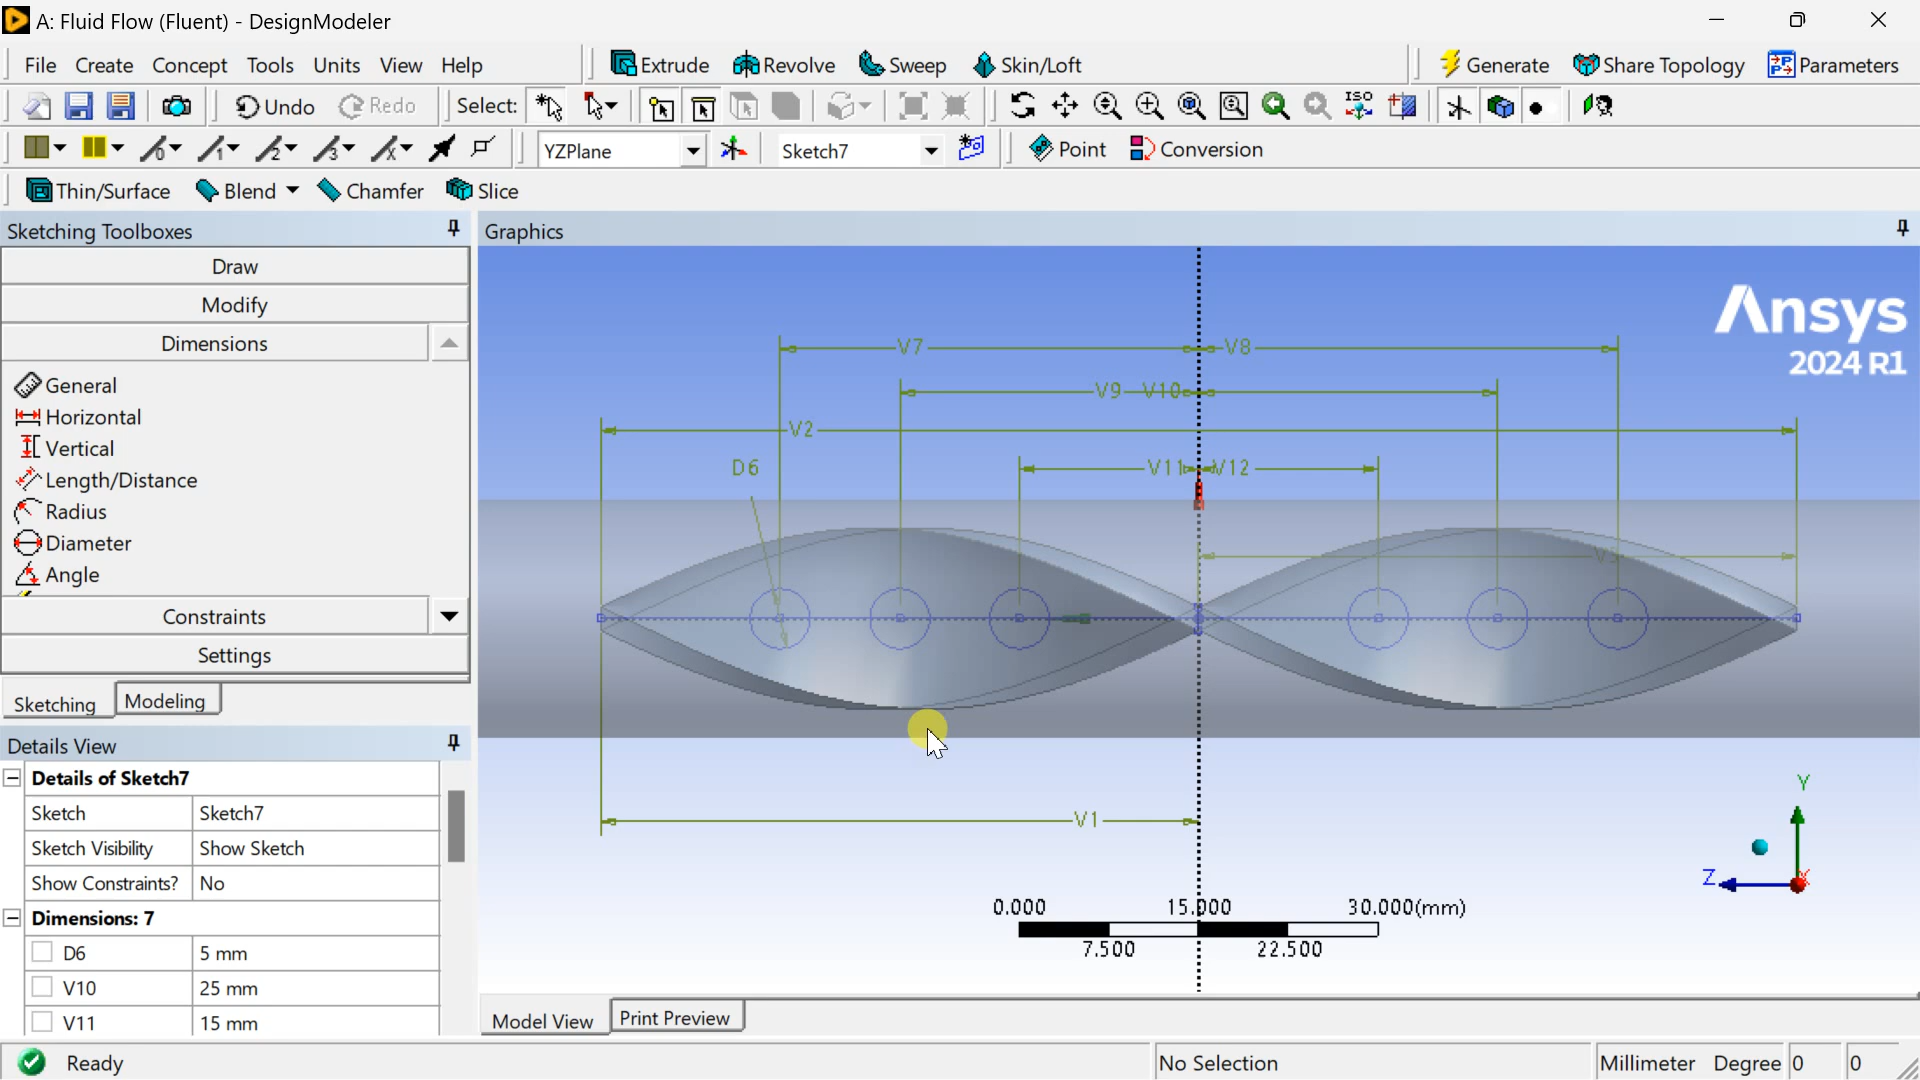 A: Fluid Flow (Fluent) - DesignModeler
File Create Concept Tools Units View Help
Extrude Revolve Sweep Skin/Loft
Generate Share Topology Parameters
Undo Redo Select:
ISO
YZPlane Sketch7 Point Conversion
Thin/Surface Blend Chamfer Slice
Sketching Toolboxes
Draw
Modify
Dimensions
General
Horizontal
Vertical
Length/Distance
Radius
Diameter
Angle
Constraints
Settings
Sketching Modeling
Details View
Details of Sketch7
Sketch Sketch7
Sketch Visibility Show Sketch
Show Constraints? No
Dimensions: 7
D6 5 mm
V10 25 mm
V11 15 mm
Graphics
Ansys
2024 R1
V7 V8
V9 V10
V2
D6 V11 V12
V1
Y
Z X
0.000 15.000 30.000(mm)
7.500 22.500
Model View Print Preview
Ready No Selection Millimeter Degree 0 0